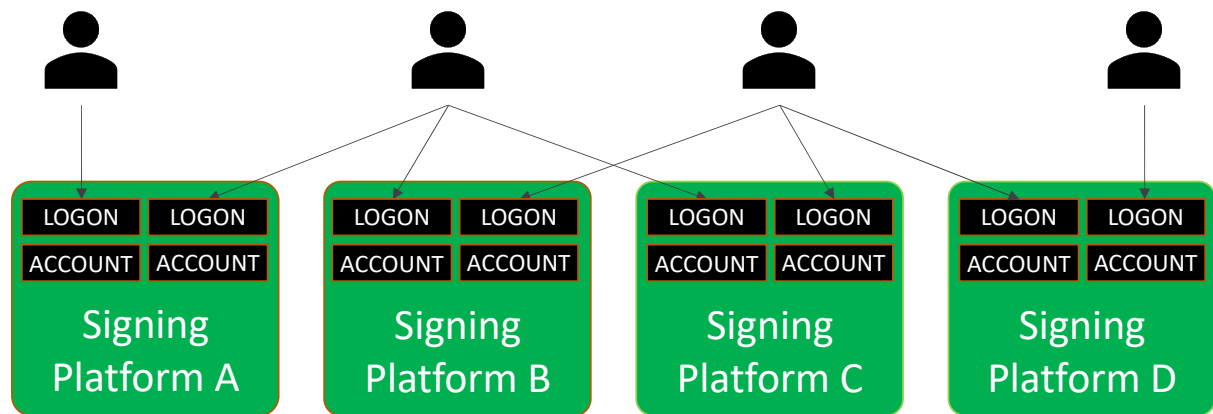 LOGON LOGON LOGON LOGON LOGON LOGON LOGON LOGON
ACCOUNT ACCOUNT ACCOUNT ACCOUNT ACCOUNT ACCOUNT ACCOUNT ACCOUNT
Signing
Platform A
Signing
Platform B
Signing
Platform C
Signing
Platform D